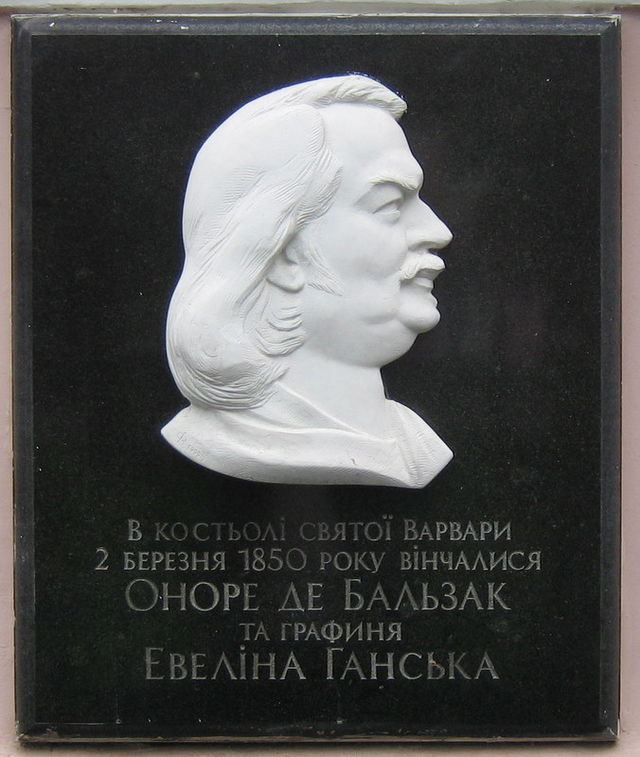 В КОСТЬОЛІ СВЯТОЇ ВАРВАРИ
2 БЕРЕЗНЯ 1850 РОКУ ВІНЧАЛИСЯ
ОНОРЕ ДЕ БАЛЬЗАК
ТА ГРАФИНЯ
ЕВЕЛІНА ГАНСЬКА